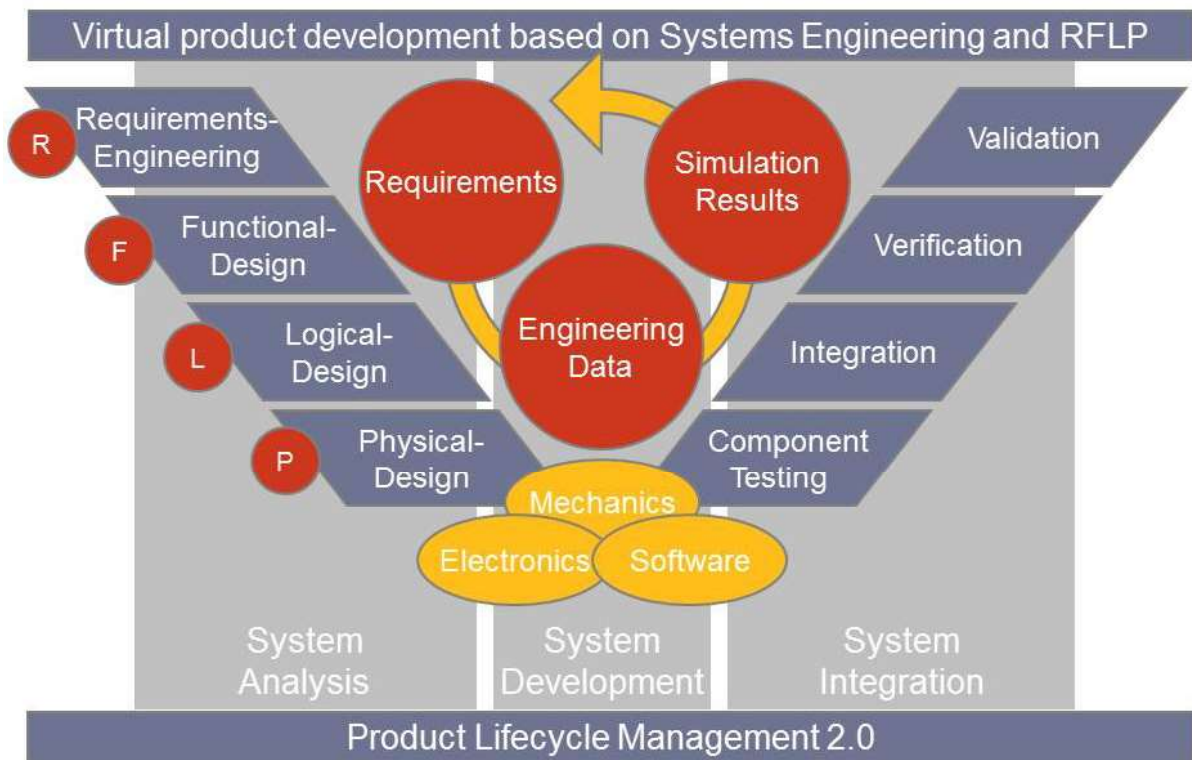 Virtual product development based on Systems Engineering and RFLP
R
Requirements-
Engineering
F
Functional-
Design
L
Logical-
Design
P
Physical-
Design
Requirements
Simulation
Results
Engineering
Data
Validation
Verification
Integration
Component
Testing
Mechanics
Electronics
Software
System
Analysis
System
Development
System
Integration
Product Lifecycle Management 2.0